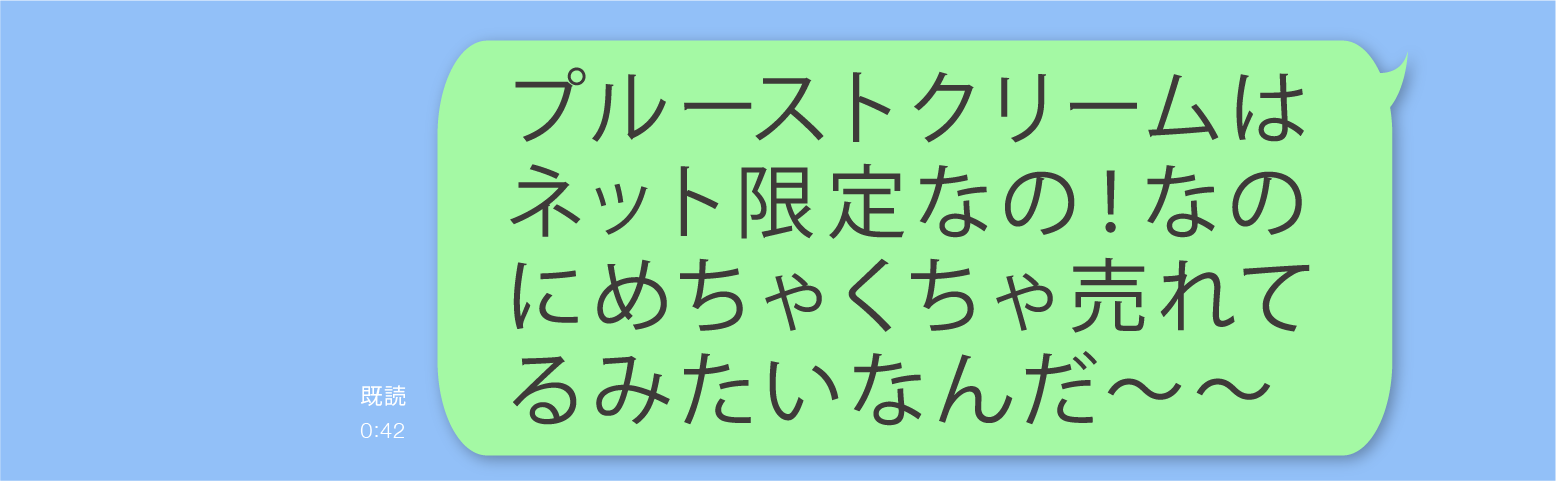 プルーストクリームは
ネット限定なの！なの
にめちゃくちゃ売れて
るみたいなんだ～～
既読
0:42